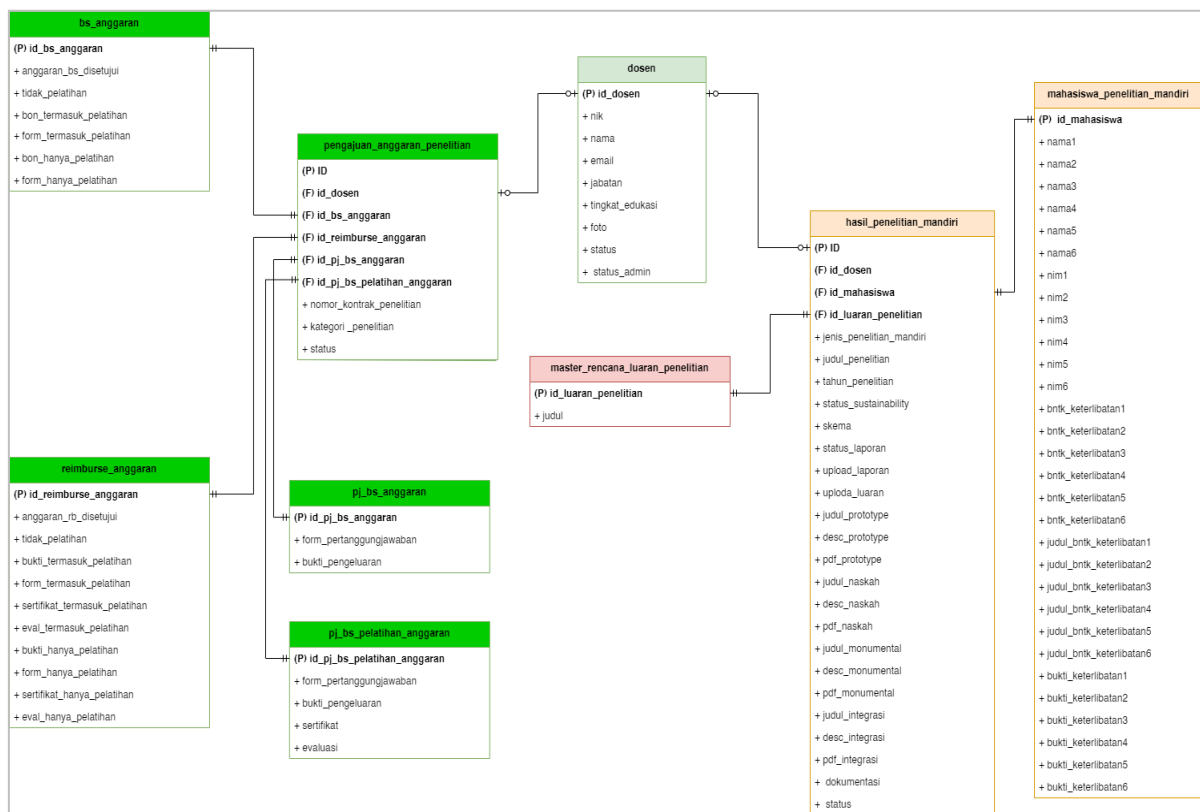 bs_anggaran
(P) id_bs_anggaran
+ anggaran_bs_disetujui
+ tidak_pelatihan
+ bon_termasuk_pelatihan
+ form_termasuk_pelatihan
+ bon_hanya_pelatihan
+ form_hanya_pelatihan
pengajuan_anggaran_penelitian
(P) ID
(F) id_dosen
(F) id_bs_anggaran
(F) id_reimburse_anggaran
(F) id_pj_bs_anggaran
(F) id_pj_bs_pelatihan_anggaran
+ nomor_kontrak_penelitian
+ kategori _penelitian
+ status
dosen
(P) id_dosen
+ nik
+ nama
+ email
+ jabatan
+ tingkat_edukasi
+ foto
+ status
+ status_admin
reimburse_anggaran
(P) id_reimburse_anggaran
+ anggaran_rb_disetujui
+ tidak_pelatihan
+ bukti_termasuk_pelatihan
+ form_termasuk_pelatihan
+ sertifikat_termasuk_pelatihan
+ eval_termasuk_pelatihan
+ bukti_hanya_pelatihan
+ form_hanya_pelatihan
+ sertifikat_hanya_pelatihan
+ eval_hanya_pelatihan
pj_bs_anggaran
(P) id_pj_bs_anggaran
+ form_pertanggungjawaban
+ bukti_pengeluaran
pj_bs_pelatihan_anggaran
(P) id_pj_bs_pelatihan_anggaran
+ form_pertanggungjawaban
+ bukti_pengeluaran
+ sertifikat
+ evaluasi
master_rencana_luaran_penelitian
(P) id_luaran_penelitian
+ judul
hasil_penelitian_mandiri
(P) ID
(F) id_dosen
(F) id_mahasiswa
(F) id_luaran_penelitian
+ jenis_penelitian_mandiri
+ judul_penelitian
+ tahun_penelitian
+ status_sustainability
+ skema
+ status_laporan
+ upload_laporan
+ uploda_luaran
+ judul_prototype
+ desc_prototype
+ pdf_prototype
+ judul_naskah
+ desc_naskah
+ pdf_naskah
+ judul_monumental
+ desc_monumental
+ pdf_monumental
+ judul_integrasi
+ desc_integrasi
+ pdf_integrasi
+ dokumentasi
+ status
mahasiswa_penelitian_mandiri
(P) id_mahasiswa
+ nama1
+ nama2
+ nama3
+ nama4
+ nama5
+ nama6
+ nim1
+ nim2
+ nim3
+ nim4
+ nim5
+ nim6
+ bntk_keterlibatan1
+ bntk_keterlibatan2
+ bntk_keterlibatan3
+ bntk_keterlibatan4
+ bntk_keterlibatan5
+ bntk_keterlibatan6
+ judul_bntk_keterlibatan1
+ judul_bntk_keterlibatan2
+ judul_bntk_keterlibatan3
+ judul_bntk_keterlibatan4
+ judul_bntk_keterlibatan5
+ judul_bntk_keterlibatan6
+ bukti_keterlibatan1
+ bukti_keterlibatan2
+ bukti_keterlibatan3
+ bukti_keterlibatan4
+ bukti_keterlibatan5
+ bukti_keterlibatan6